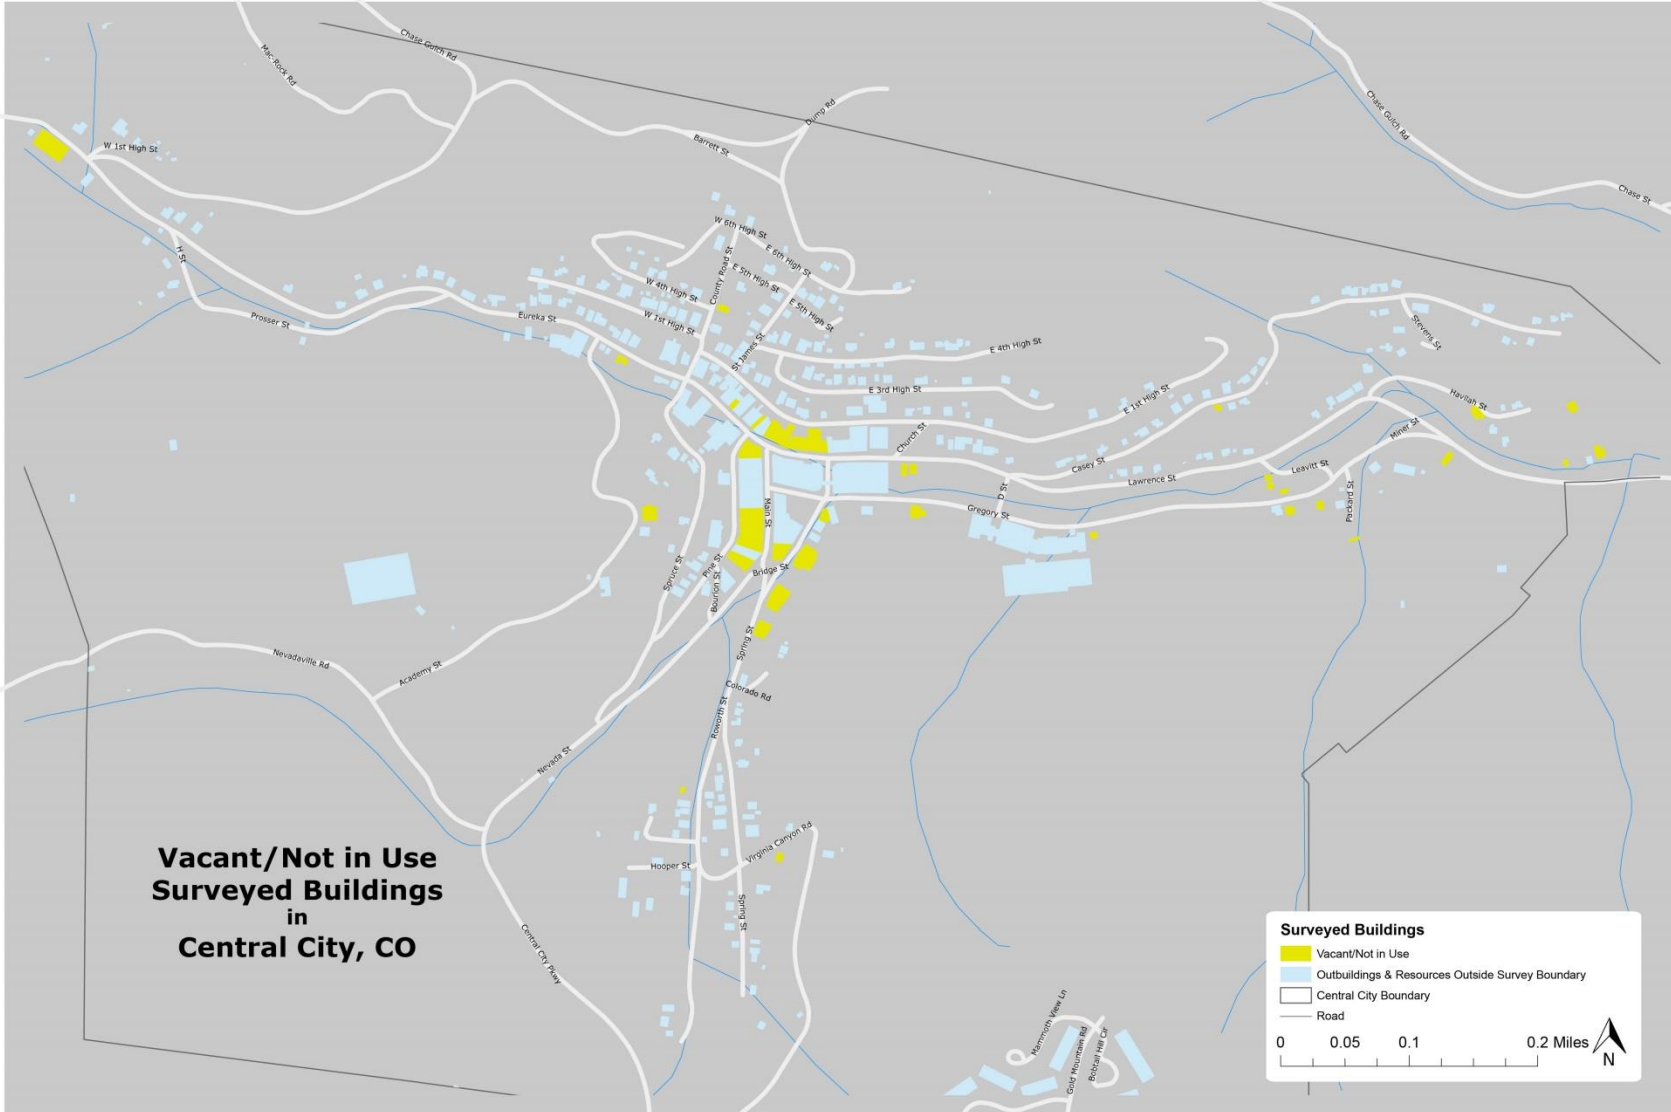 Chase Gulch Rd
Mac Rock Rd
Dump Rd
Chase Gulch Rd
Barrett St
W 1st High St
Chase St
W 6th High St
H St
E 6th High St
County Road St
E 5th High St
W 4th High St
E 5th High St
Prosser St
Eureka St
W 1st High St
St James St
E 4th High St
Stevens St
E 3rd High St
E 1st High St
Havilah St
Church St
Miner St
Casey St
Leavitt St
Lawrence St
D St
Packard St
Main St
Gregory St
Spruce St
Pine St
Bridge St
Bourion St
Spring St
Nevadaville Rd
Academy St
Colorado Rd
Roworth St
Nevada St
Virginia Canyon Rd
Hooper St
Spring St
Central City Pkwy
Mammoth View Ln
Gold Mountain Rd
Bobtail Hill Cir
Vacant/Not in Use
Surveyed Buildings
in
Central City, CO
Surveyed Buildings
Vacant/Not in Use
Outbuildings & Resources Outside Survey Boundary
Central City Boundary
Road
0 0.05 0.1 0.2 Miles
N